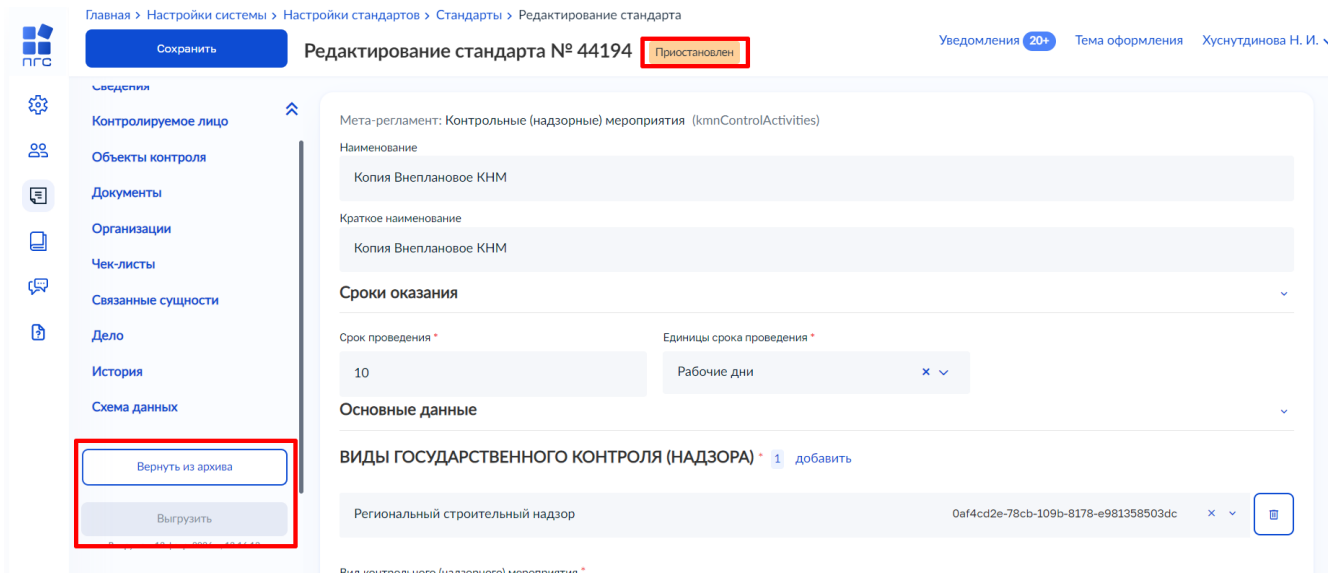 Главная > Настройки системы > Настройки стандартов > Стандарты > Редактирование стандарта
пгс
Сохранить
Редактирование стандарта № 44194 Приостановлен
Уведомления 20+ Тема оформления Хуснутдинова Н. И.
Сведения
Контролируемое лицо
Объекты контроля
Документы
Организации
Чек-листы
Связанные сущности
Дело
История
Схема данных
Вернуть из архива
Выгрузить
Мета-регламент: Контрольные (надзорные) мероприятия (kmnControlActivities)
Наименование
Копия Внеплановое КНМ
Краткое наименование
Копия Внеплановое КНМ
Сроки оказания
Срок проведения * Единицы срока проведения *
10 Рабочие дни
Основные данные
ВИДЫ ГОСУДАРСТВЕННОГО КОНТРОЛЯ (НАДЗОРА) * 1 добавить
Региональный строительный надзор 0af4cd2e-78cb-109b-8178-e981358503dc
Вид контрольного (надзорного) мероприятия *